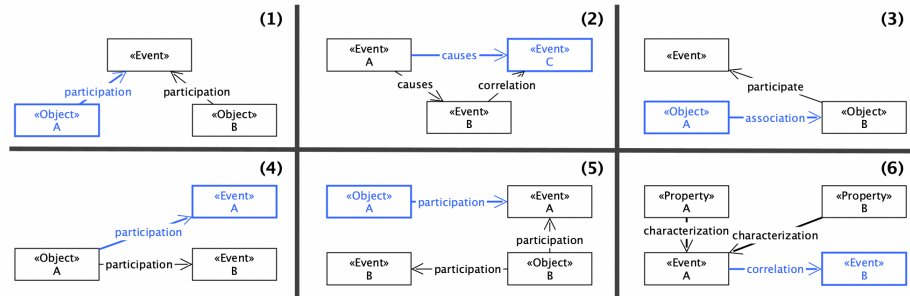 (1)
«Event»
participation
participation
«Object»
A
«Object»
B
(2)
«Event»
A
causes
«Event»
C
causes
correlation
«Event»
B
(3)
«Event»
participate
«Object»
A
association
«Object»
B
(4)
«Event»
A
participation
«Object»
A
participation
«Event»
B
(5)
«Object»
A
participation
«Event»
A
participation
«Event»
B
participation
«Object»
B
(6)
«Property»
A
«Property»
B
characterization
characterization
«Event»
A
correlation
«Event»
B